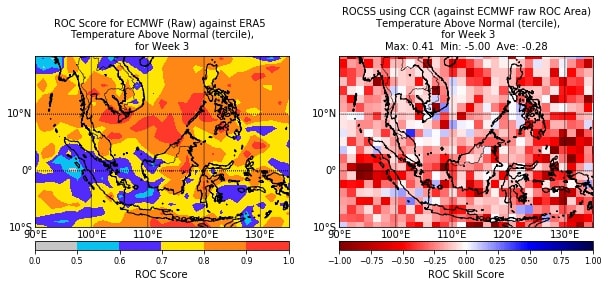 ROC Score for ECMWF (Raw) against ERA5
Temperature Above Normal (tercile),
for Week 3
10°N
0°
10°S
90°E 100°E 110°E 120°E 130°E
0.0 0.5 0.6 0.7 0.8 0.9 1.0
ROC Score
ROCSS using CCR (against ECMWF raw ROC Area)
Temperature Above Normal (tercile),
for Week 3
Max: 0.41 Min: -5.00 Ave: -0.28
10°N
0°
10°S
90°E 100°E 110°E 120°E 130°E
−1.00 −0.75 −0.50 −0.25 0.00 0.25 0.50 0.75 1.00
ROC Skill Score